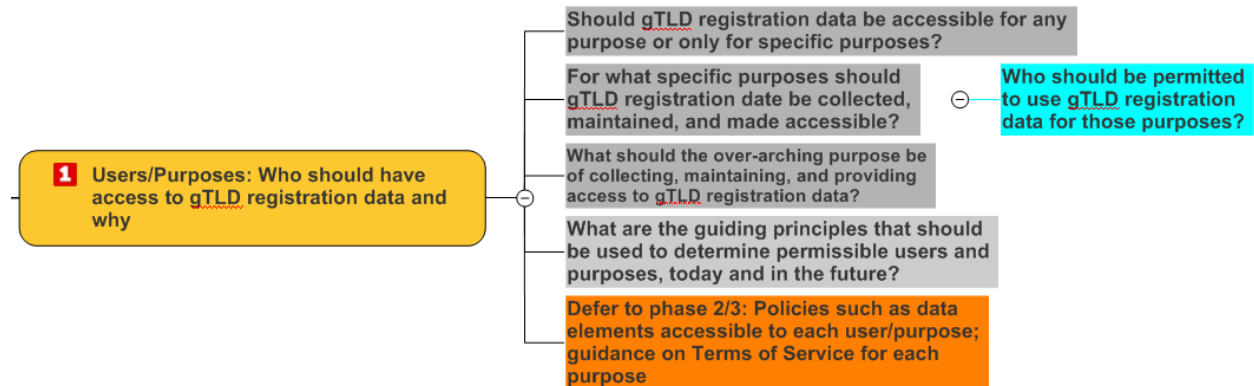 Should gTLD registration data be accessible for any
purpose or only for specific purposes?
For what specific purposes should
gTLD registration date be collected,
maintained, and made accessible?
Who should be permitted
to use gTLD registration
data for those purposes?
1
Users/Purposes: Who should have
access to gTLD registration data and
why
What should the over-arching purpose be
of collecting, maintaining, and providing
access to gTLD registration data?
What are the guiding principles that should
be used to determine permissible users and
purposes, today and in the future?
Defer to phase 2/3: Policies such as data
elements accessible to each user/purpose;
guidance on Terms of Service for each
purpose